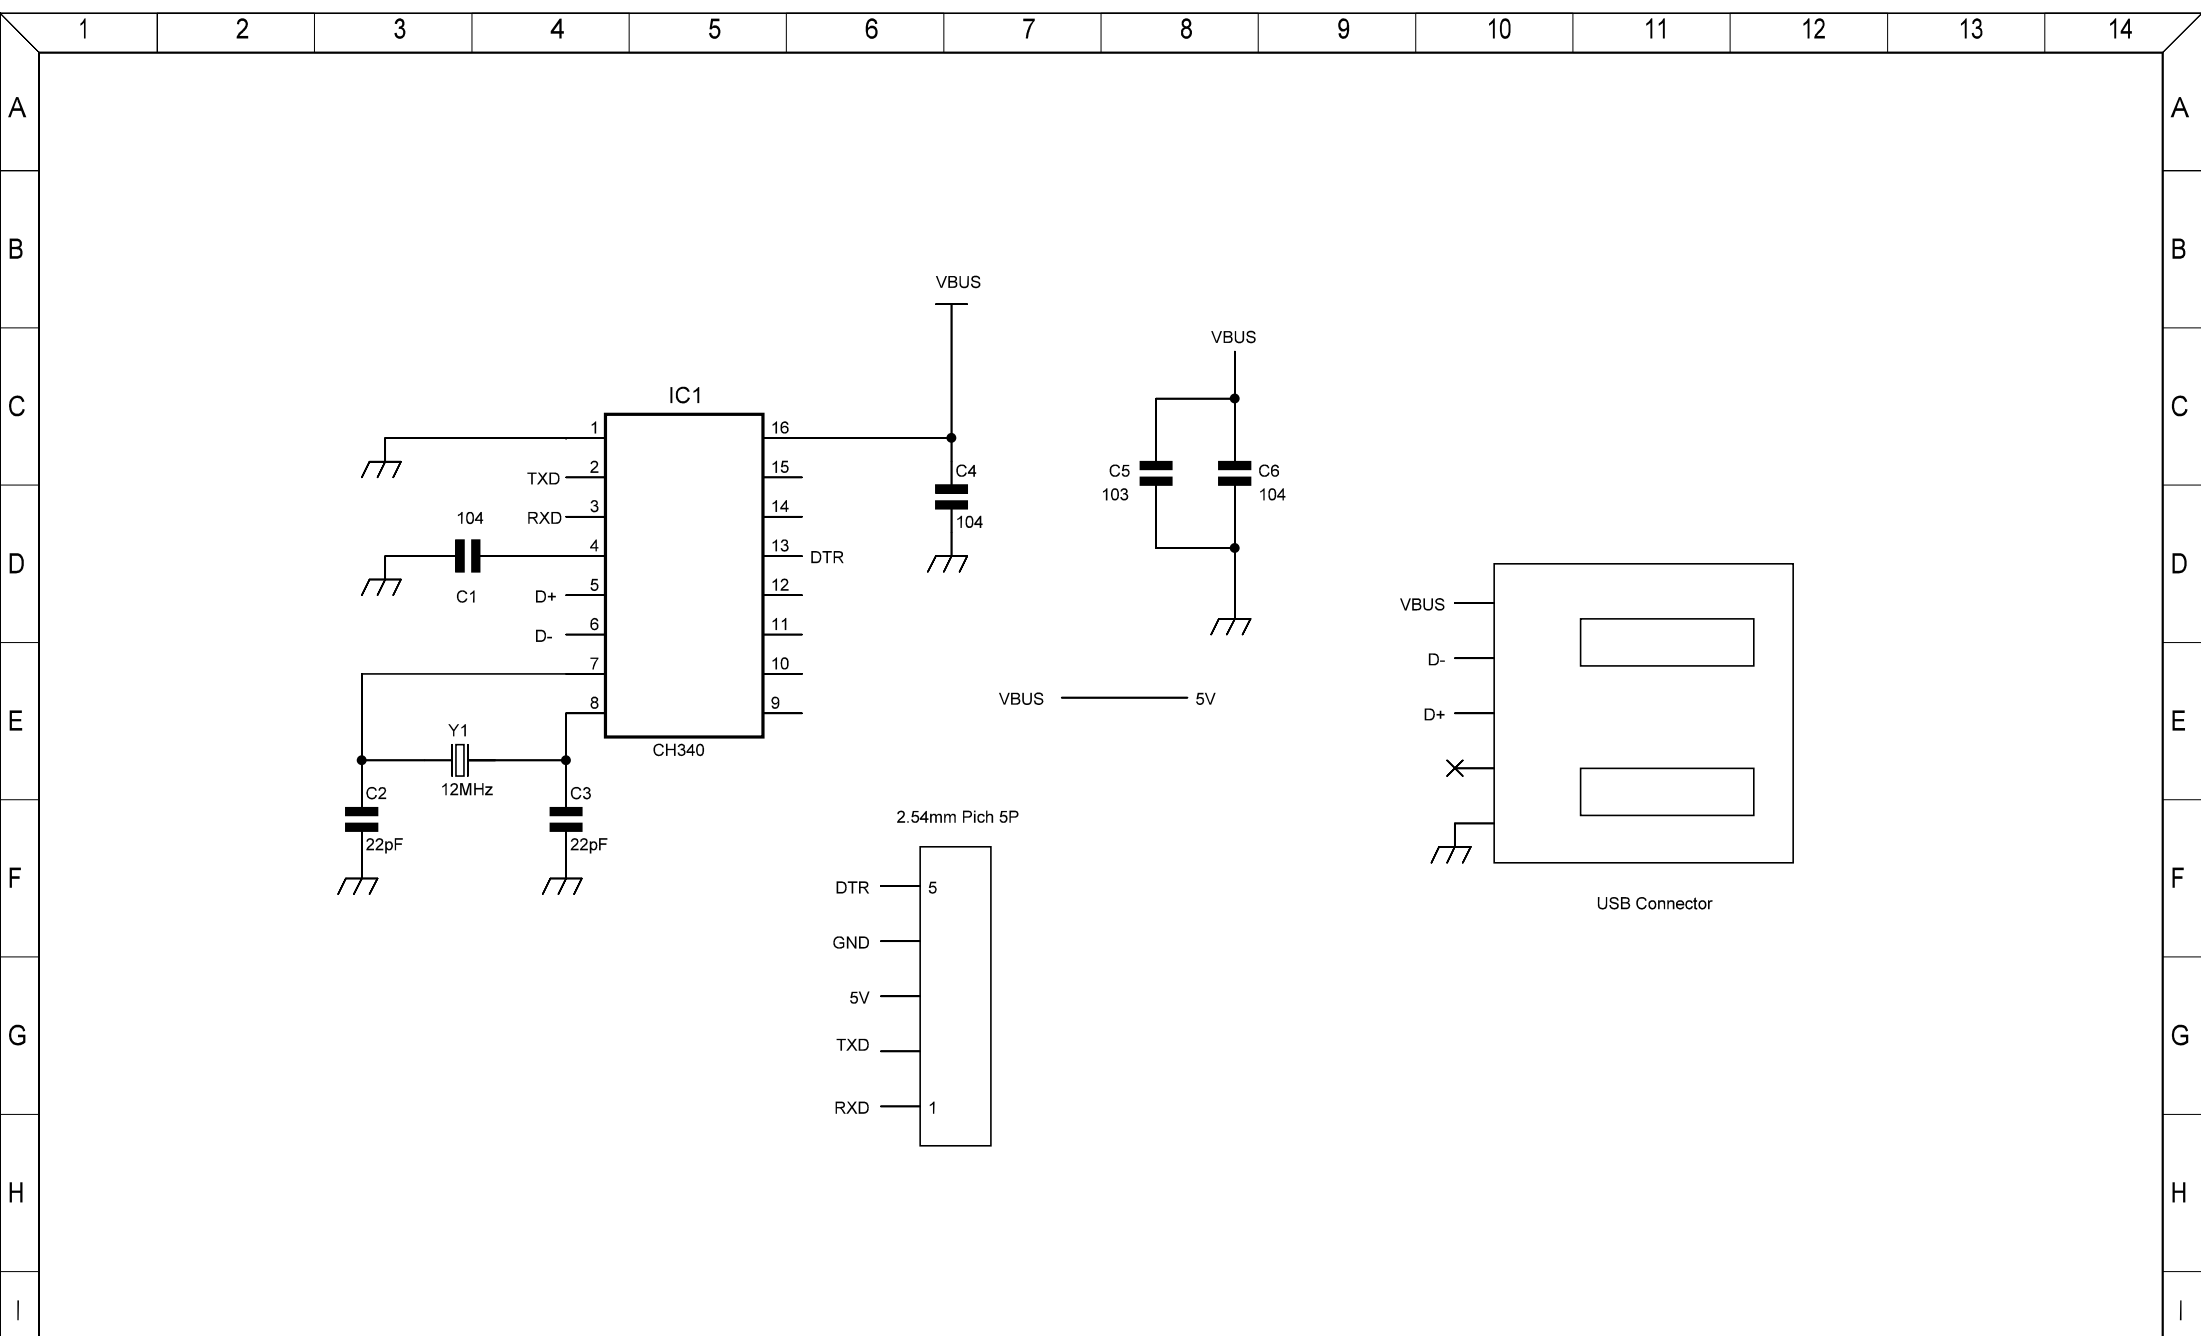 1 2 3 4 5 6 7 8 9 10 11 12 13 14
A A
B B
VBUS
VBUS
C C
IC1
1 16
2 15
TXD
C4
C5 C6
103 104
3 14
RXD
104
104
4 13
DTR
D D
5 12
D+
C1
VBUS
6 11
D-
7 10
D-
VBUS 5V
8 9
D+
E E
Y1
CH340
12MHz
C2 C3
2.54mm Pich 5P
22pF 22pF
F F
DTR 5
USB Connector
GND
5V
G G
TXD
RXD 1
H H
I I